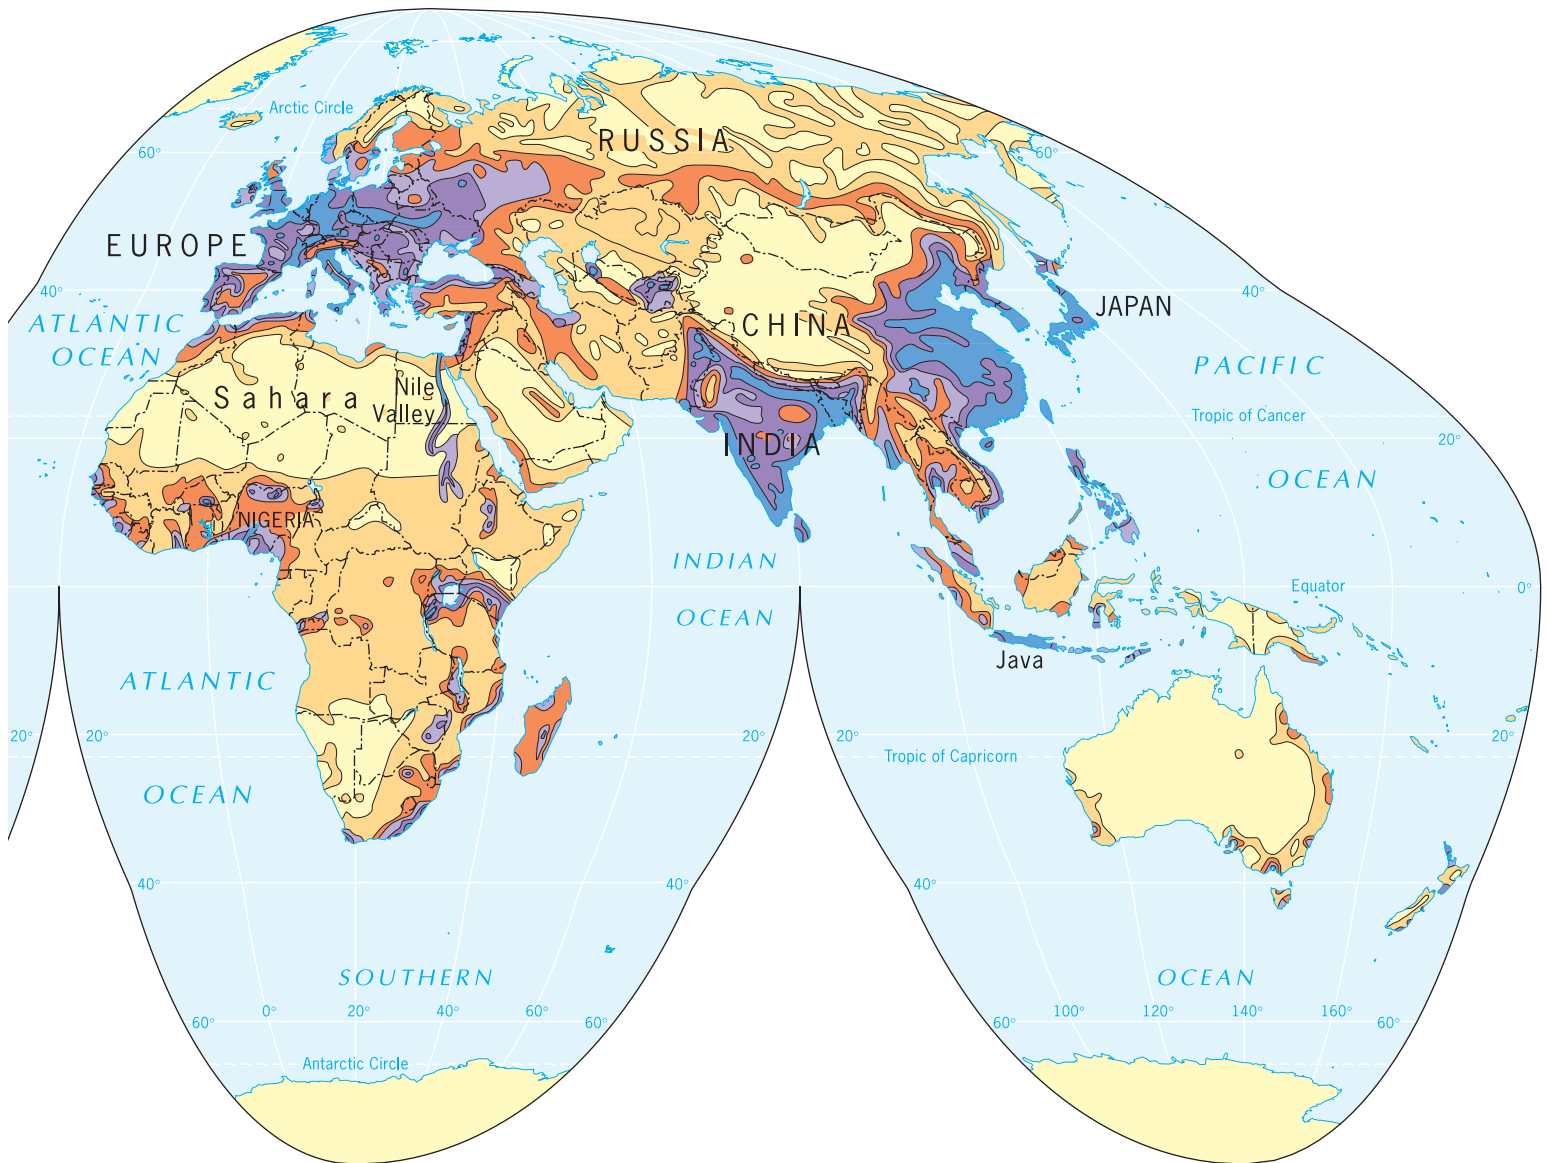 Arctic Circle
RUSSIA
60°
60°
EUROPE
40°
40°
ATLANTIC
OCEAN
JAPAN
CHINA
PACIFIC
Nile
Valley
Sahara
Tropic of Cancer
INDIA
20°
OCEAN
NIGERIA
INDIAN
OCEAN
Equator
0°
Java
ATLANTIC
OCEAN
20°
20°
20°
20°
20°
Tropic of Capricorn
40°
40°
40°
SOUTHERN
OCEAN
60°
0°
20°
40°
60°
60°
60°
100°
120°
140°
160°
60°
Antarctic Circle